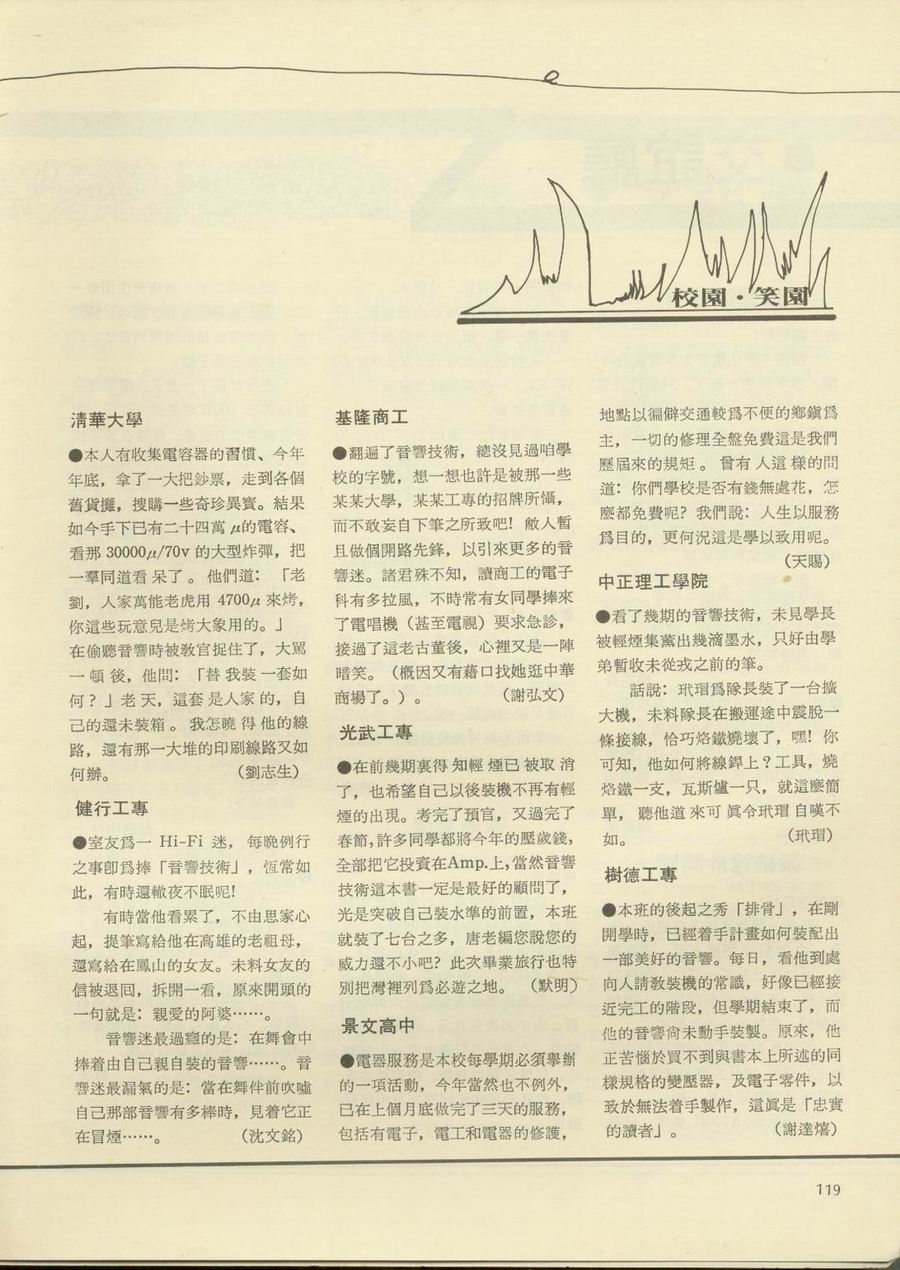 校園・笑園
清華大學
●本人有收集電容器的習慣、今年
年底，拿了一大把鈔票，走到各個
舊貨攤，搜購一些奇珍異寶。結果
如今手下已有二十四萬μ的電容、
看那 30000μ/70v 的大型炸彈，把
一羣同道看呆了。他們道：「老
劉，人家萬能老虎用 4700μ 來烤，
你這些玩意兒是烤大象用的。」
在偷聽音響時被敎官捉住了，大罵
一頓後，他問：「替我裝一套如
何？」老天，這套是人家的，自
己的還未裝箱。我怎曉得他的線
路，還有那一大堆的印刷線路又如
何辦。（劉志生）
健行工專
●室友爲一 Hi-Fi 迷，每晚例行
之事卽爲捧「音響技術」，恆常如
此，有時還轍夜不眠呢！
有時當他看累了，不由思家心
起，提筆寫給他在高雄的老祖母，
還寫給在鳳山的女友。未料女友的
信被退囘，拆開一看，原來開頭的
一句就是：親愛的阿婆……。
音響迷最過癮的是：在舞會中
捧着由自己親自裝的音響……。音
響迷最漏氣的是：當在舞伴前吹噓
自己那部音響有多棒時，見着它正
在冒煙……。（沈文銘）
基隆商工
●翻遍了音響技術，總沒見過咱學
校的字號，想一想也許是被那一些
某某大學，某某工專的招牌所懾，
而不敢妄自下筆之所致吧！敝人暫
且做個開路先鋒，以引來更多的音
響迷。諸君殊不知，讀商工的電子
科有多拉風，不時常有女同學捧來
了電唱機（甚至電視）要求急診，
接過了這老古董後，心裡又是一陣
暗笑。（概因又有藉口找她逛中華
商場了。）。（謝弘文）
光武工專
●在前幾期裏得知輕煙已被取消
了，也希望自己以後裝機不再有輕
煙的出現。考完了預官，又過完了
春節，許多同學都將今年的壓歲錢，
全部把它投資在Amp.上，當然音響
技術這本書一定是最好的顧問了，
光是突破自己裝水準的前置，本班
就裝了七台之多，唐老編您說您的
威力還不小吧？此次畢業旅行也特
別把灣裡列爲必遊之地。（默明）
景文高中
●電器服務是本校每學期必須舉辦
的一項活動，今年當然也不例外，
已在上個月底做完了三天的服務，
包括有電子，電工和電器的修護，
地點以徧僻交通較爲不便的鄉鎭爲
主，一切的修理全盤免費這是我們
歷屆來的規矩。曾有人這樣的問
道：你們學校是否有錢無處花，怎
麼都免費呢？我們說：人生以服務
爲目的，更何況這是學以致用呢。
（天賜）
中正理工學院
●看了幾期的音響技術，未見學長
被輕煙集薰出幾滴墨水，只好由學
弟暫收未從戎之前的筆。
話說：玳瑁爲隊長裝了一台擴
大機，未料隊長在搬運途中震脫一
條接線，恰巧烙鐵燒壞了，嘿！你
可知，他如何將線銲上？工具，燒
烙鐵一支，瓦斯爐一只，就這麼簡
單，聽他道來可眞令玳瑁自嘆不
如。（玳瑁）
樹德工專
●本班的後起之秀「排骨」，在剛
開學時，已經着手計畫如何裝配出
一部美好的音響。每日，看他到處
向人請敎裝機的常識，好像已經接
近完工的階段，但學期結束了，而
他的音響尙未動手裝製。原來，他
正苦惱於買不到與書本上所述的同
樣規格的變壓器，及電子零件，以
致於無法着手製作，這眞是「忠實
的讀者」。（謝達熺）
119